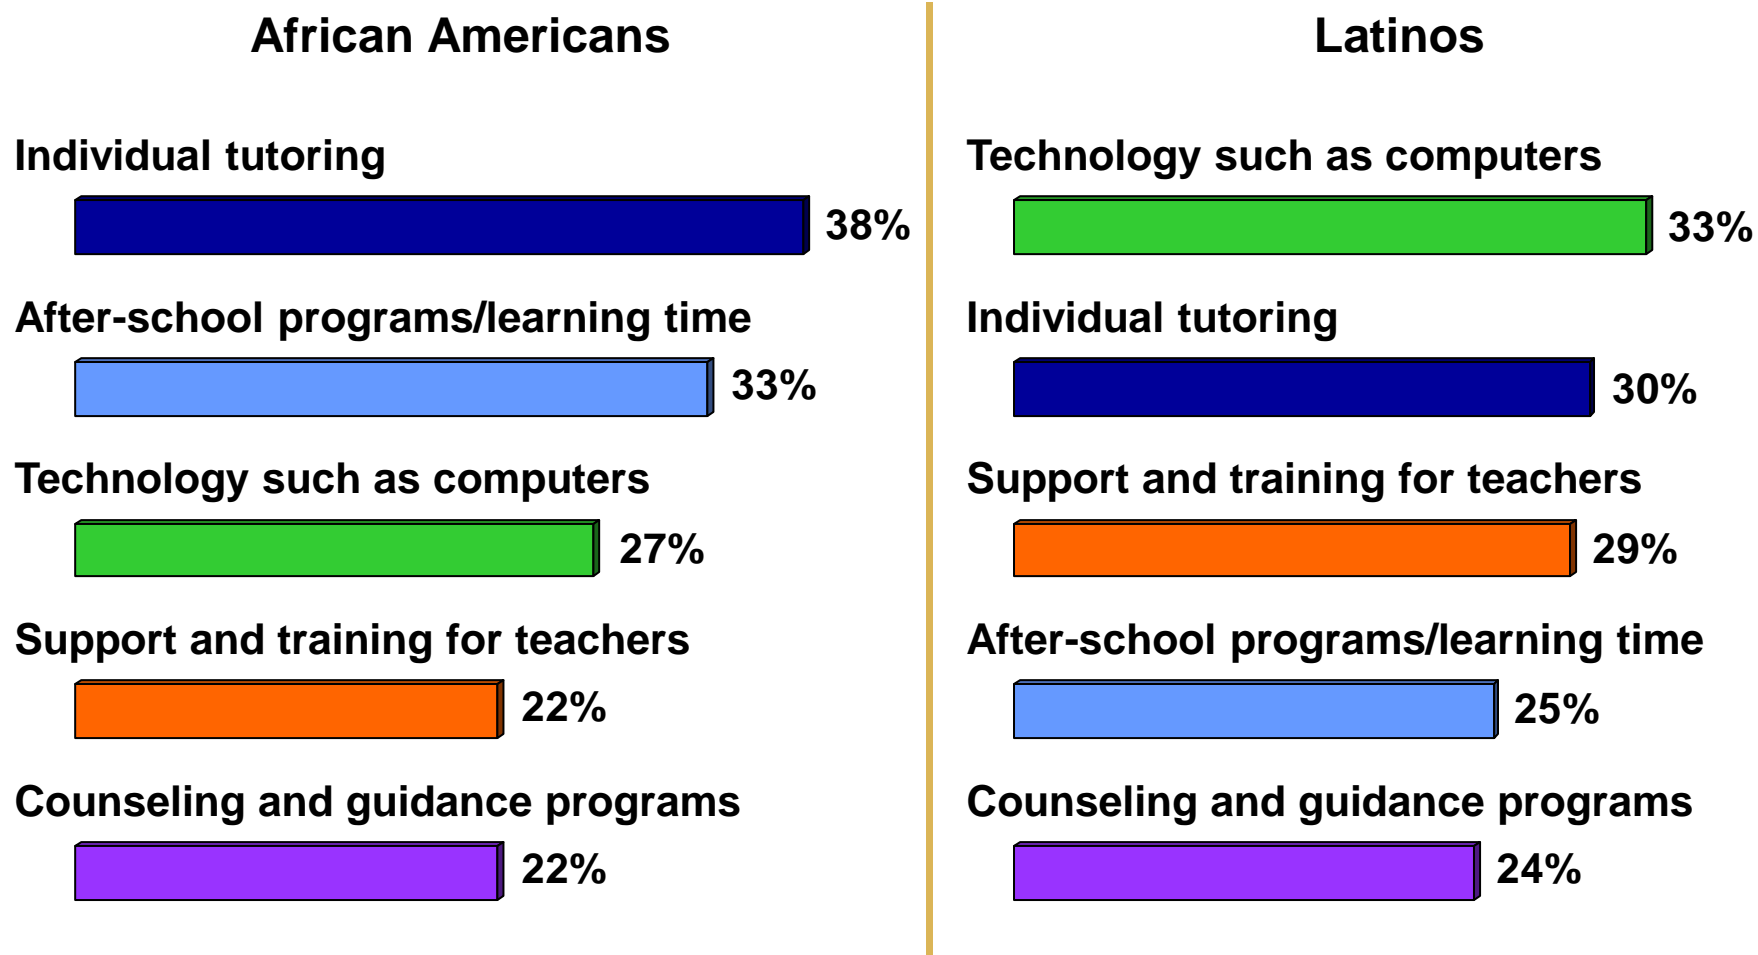 African Americans
Individual tutoring
38%
After-school programs/learning time
33%
Technology such as computers
27%
Support and training for teachers
22%
Counseling and guidance programs
22%
Latinos
Technology such as computers
33%
Individual tutoring
30%
Support and training for teachers
29%
After-school programs/learning time
25%
Counseling and guidance programs
24%